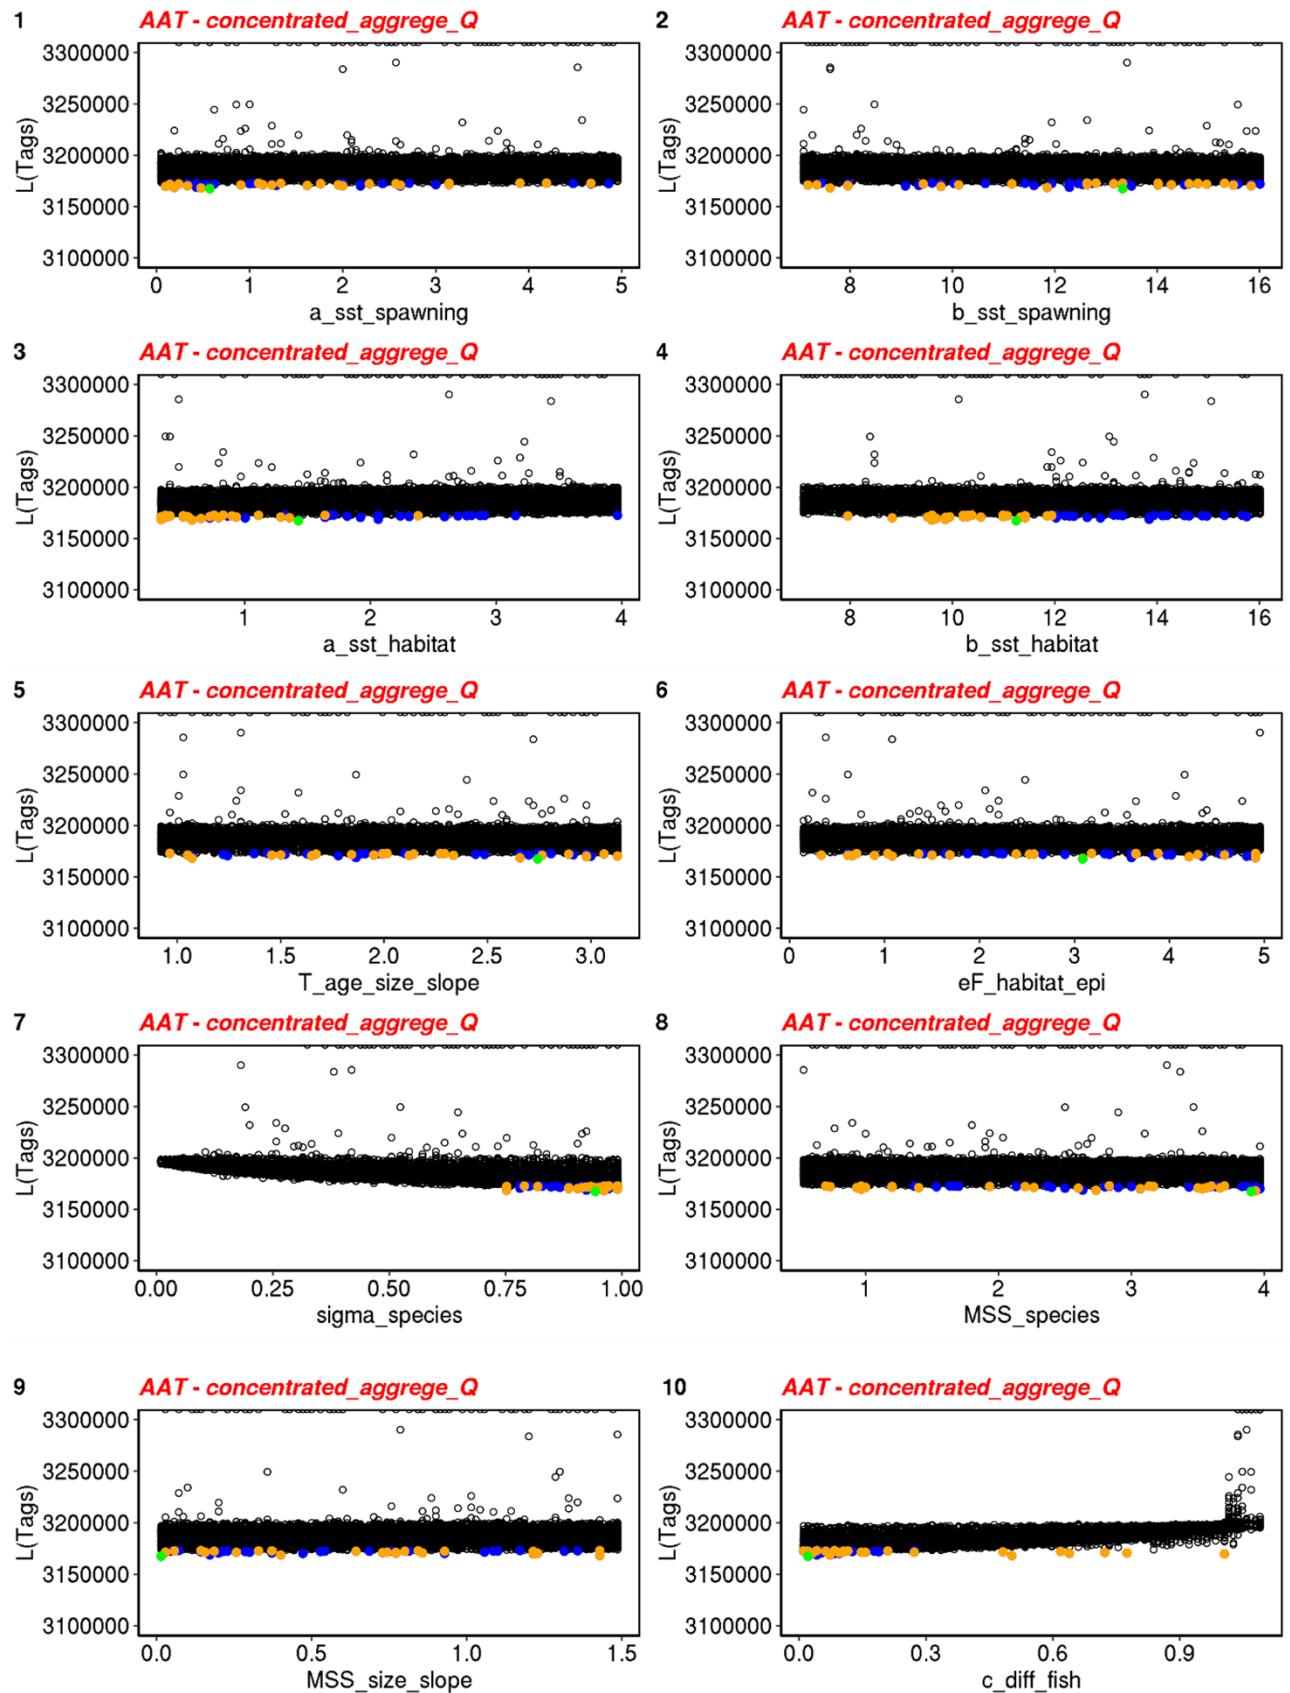 1 AAT - concentrated_aggrege_Q
L(Tags)
3300000
3250000
3200000
3150000
3100000
0 1 2 3 4 5
a_sst_spawning
2 AAT - concentrated_aggrege_Q
L(Tags)
3300000
3250000
3200000
3150000
3100000
8 10 12 14 16
b_sst_spawning
3 AAT - concentrated_aggrege_Q
L(Tags)
3300000
3250000
3200000
3150000
3100000
1 2 3 4
a_sst_habitat
4 AAT - concentrated_aggrege_Q
L(Tags)
3300000
3250000
3200000
3150000
3100000
8 10 12 14 16
b_sst_habitat
5 AAT - concentrated_aggrege_Q
L(Tags)
3300000
3250000
3200000
3150000
3100000
1.0 1.5 2.0 2.5 3.0
T_age_size_slope
6 AAT - concentrated_aggrege_Q
L(Tags)
3300000
3250000
3200000
3150000
3100000
0 1 2 3 4 5
eF_habitat_epi
7 AAT - concentrated_aggrege_Q
L(Tags)
3300000
3250000
3200000
3150000
3100000
0.00 0.25 0.50 0.75 1.00
sigma_species
8 AAT - concentrated_aggrege_Q
L(Tags)
3300000
3250000
3200000
3150000
3100000
1 2 3 4
MSS_species
9 AAT - concentrated_aggrege_Q
L(Tags)
3300000
3250000
3200000
3150000
3100000
0.0 0.5 1.0 1.5
MSS_size_slope
10 AAT - concentrated_aggrege_Q
L(Tags)
3300000
3250000
3200000
3150000
3100000
0.0 0.3 0.6 0.9
c_diff_fish